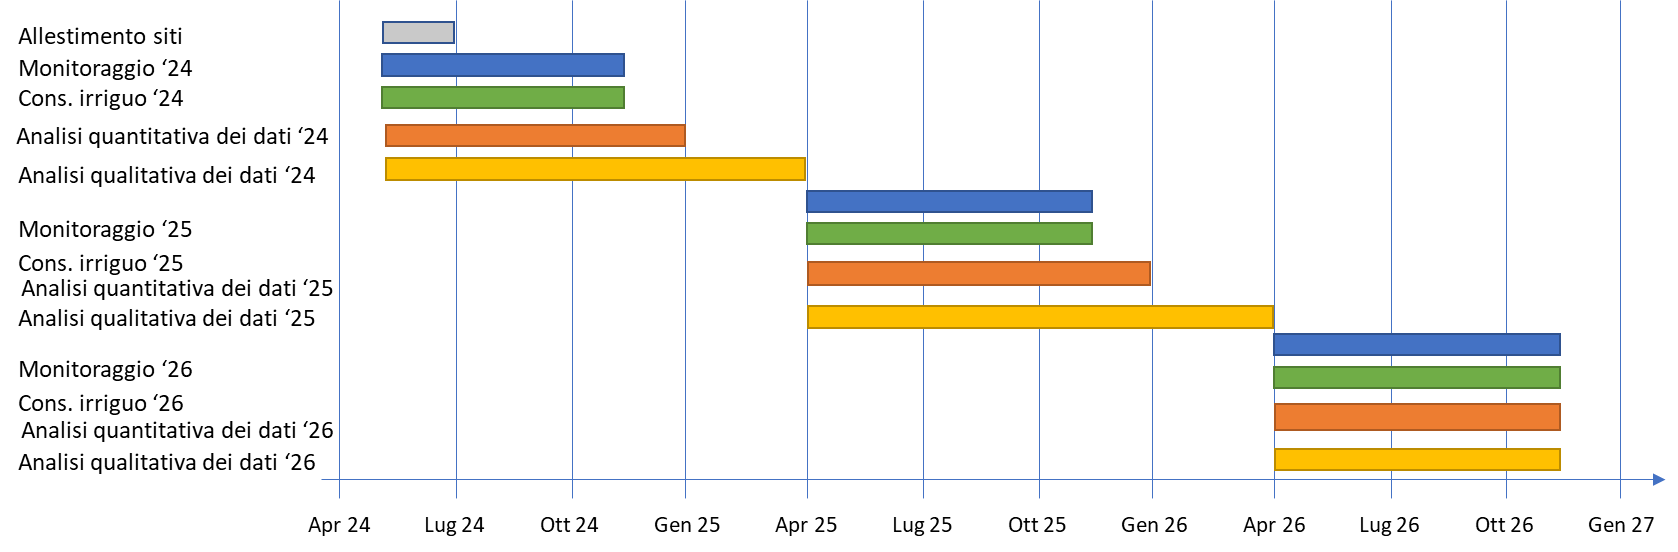 Allestimento siti
Monitoraggio ‘24
Cons. irriguo ‘24
Analisi quantitativa dei dati ‘24
Analisi qualitativa dei dati ‘24
Monitoraggio ‘25
Cons. irriguo ‘25
Analisi quantitativa dei dati ‘25
Analisi qualitativa dei dati ‘25
Monitoraggio ‘26
Cons. irriguo ‘26
Analisi quantitativa dei dati ‘26
Analisi qualitativa dei dati ‘26
Apr 24 Lug 24 Ott 24 Gen 25 Apr 25 Lug 25 Ott 25 Gen 26 Apr 26 Lug 26 Ott 26 Gen 27